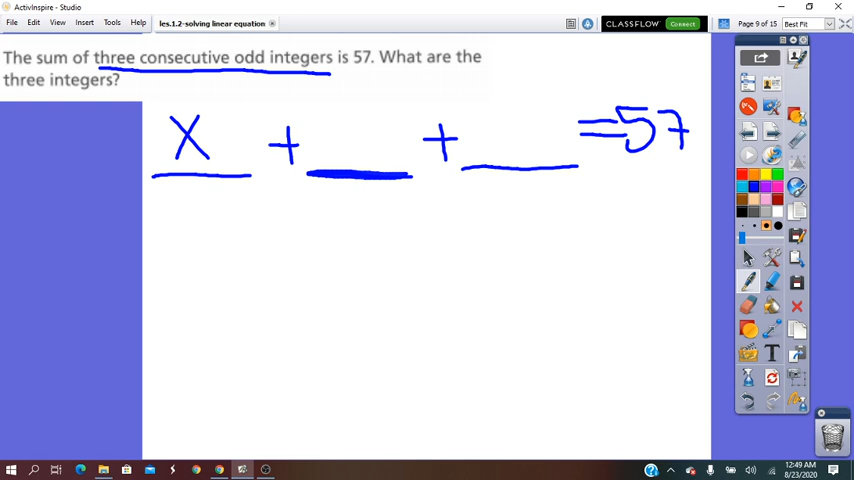 ActivInspire - Studio
File Edit View Insert Tools Help
les.1.2-solving linear equation
CLASSFLOW Connect Page 9 of 15 Best Fit
The sum of three consecutive odd integers is 57. What are the
three integers?
X + + =57
T
12:49 AM
8/23/2020